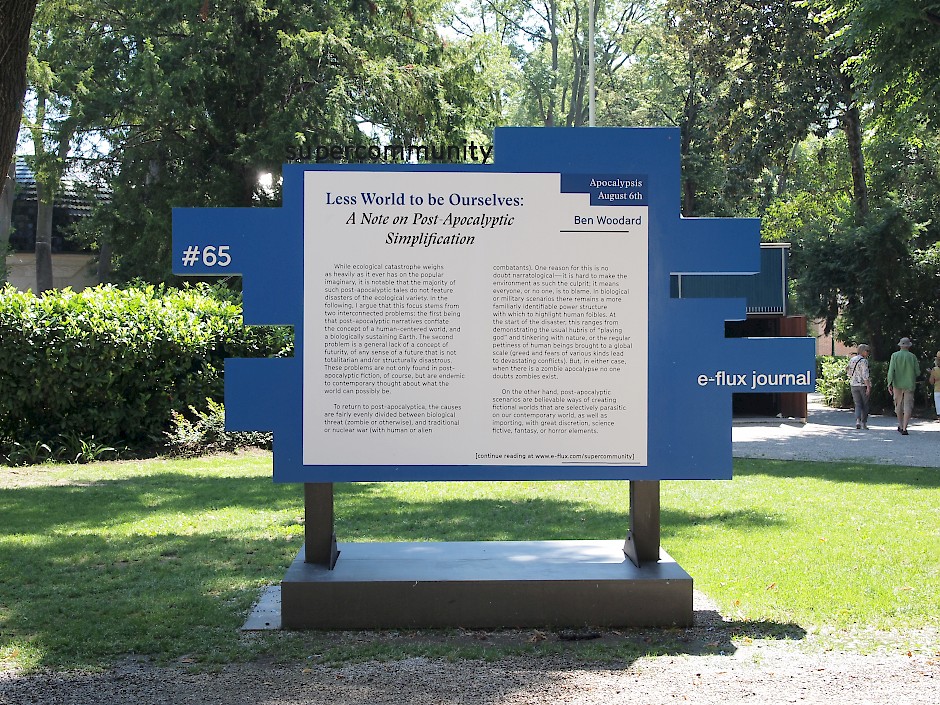 supercommunity
Apocalypsis
August 6th
Less World to be Ourselves:
A Note on Post-Apocalyptic
Simplification
Ben Woodard
#65
While ecological catastrophe weighs
as heavily as it ever has on the popular
imaginary, it is notable that the majority of
such post-apocalyptic tales do not feature
disasters of the ecological variety. In the
following, I argue that this focus stems from
two interconnected problems: the first being
that post-apocalyptic narratives conflate
the concept of a human-centered world, and
a biologically sustaining Earth. The second
problem is a general lack of a concept of
futurity, of any sense of a future that is not
totalitarian and/or structurally disastrous.
These problems are not only found in post-
apocalyptic fiction, of course, but are endemic
to contemporary thought about what the
world can possibly be.
To return to post-apocalyptica; the causes
are fairly evenly divided between biological
threat (zombie or otherwise), and traditional
or nuclear war (with human or alien
combatants). One reason for this is no
doubt narratological—it is hard to make the
environment as such the culprit; it means
everyone, or no one, is to blame. In biological
or military scenarios there remains a more
familiarly identifiable power structure
with which to highlight human foibles. At
the start of the disaster, this ranges from
demonstrating the usual hubris of "playing
god" and tinkering with nature, or the regular
pettiness of human beings brought to a global
scale (greed and fears of various kinds lead
to devastating conflicts). But, in either case,
when there is a zombie apocalypse no one
doubts zombies exist.
On the other hand, post-apocalyptic
scenarios are believable ways of creating
fictional worlds that are selectively parasitic
on our contemporary world, as well as
importing, with great discretion, science
fictive, fantasy, or horror elements.
[continue reading at www.e-flux.com/supercommunity]
e-flux journal